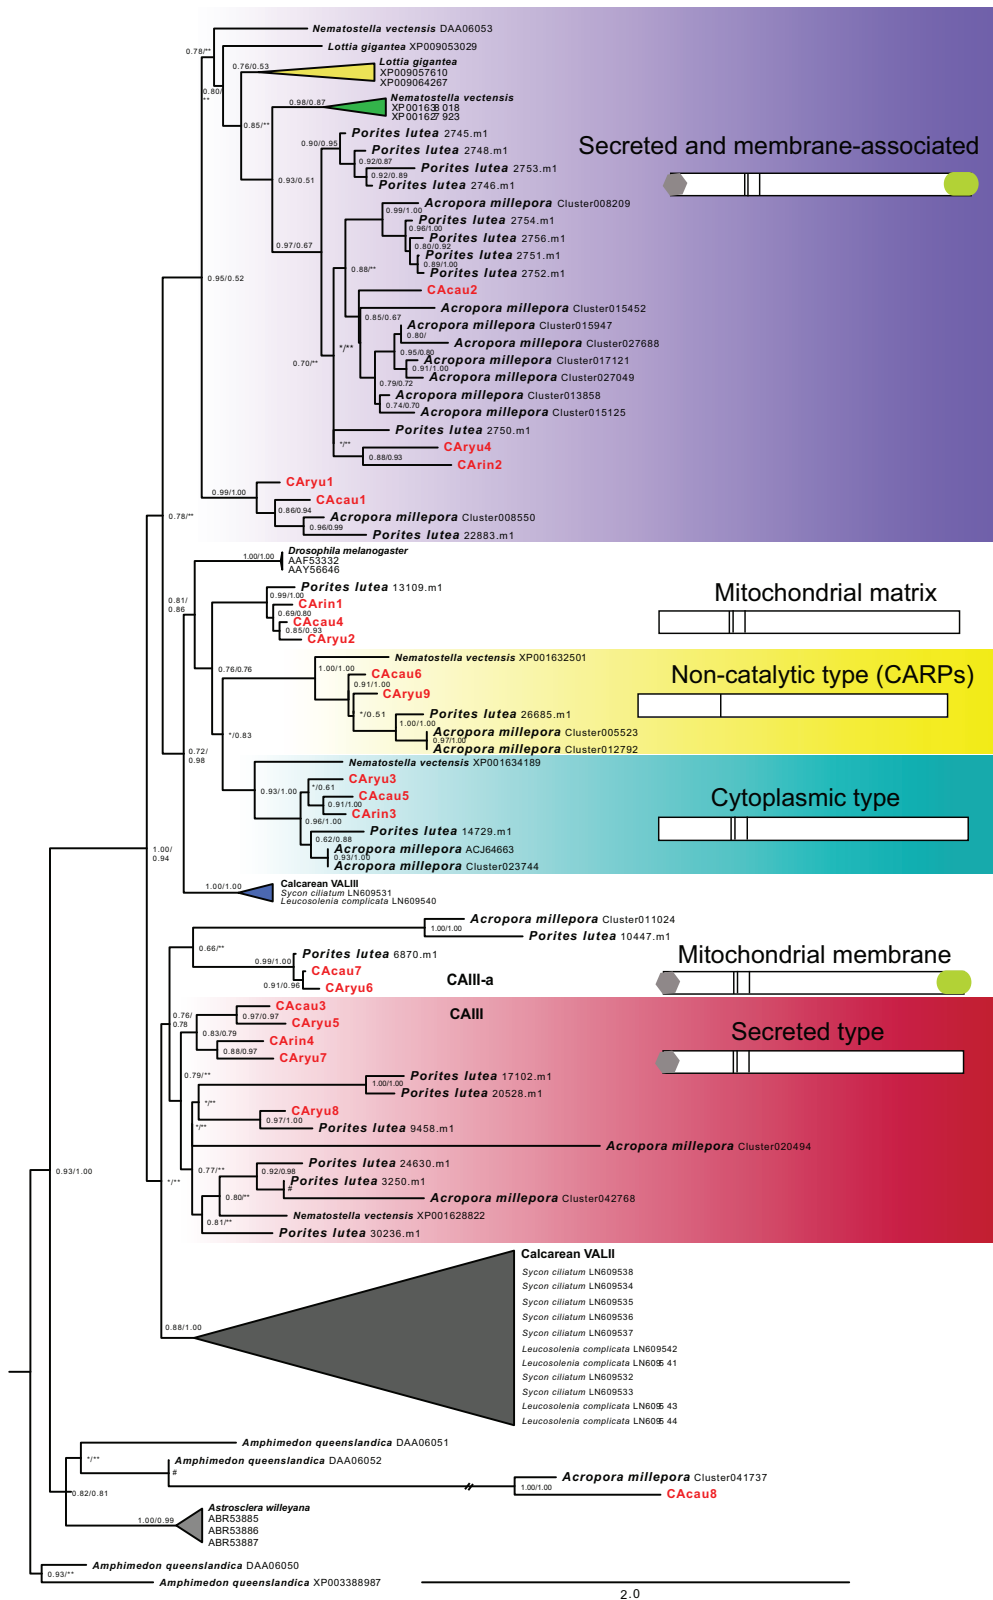 Nematostella vectensis DAA06053
0.78/**
Lottia gigantea XP009053029
Lottia gigantea
0.76/0.53
XP009057610
XP009064267
0.80/
**
0.98/0.87
Nematostella vectensis
XP001638018
XP001627923
0.85/**
Porites lutea 2745.m1
0.90/0.95
Porites lutea 2748.m1
0.92/0.87
Porites lutea 2753.m1
0.92/0.89
Porites lutea 2746.m1
0.93/0.51
Secreted and membrane-associated
Acropora millepora Cluster008209
0.99/1.00
Porites lutea 2754.m1
0.96/1.00
Porites lutea 2756.m1
0.80/0.92
Porites lutea 2751.m1
0.89/1.00
Porites lutea 2752.m1
0.97/0.67
0.88/**
0.95/0.52
CAcau2
Acropora millepora Cluster015452
0.85/0.67
Acropora millepora Cluster015947
0.80/
Acropora millepora Cluster027688
*/**
0.95/0.80
Acropora millepora Cluster017121
0.91/1.00
Acropora millepora Cluster027049
0.70/**
0.79/0.72
Acropora millepora Cluster013858
0.74/0.70
Acropora millepora Cluster015125
Porites lutea 2750.m1
*/**
CAryu4
0.88/0.93
CArin2
CAryu1
0.99/1.00
CAcau1
0.86/0.94
Acropora millepora Cluster008550
0.96/0.99
Porites lutea 22883.m1
0.78/**
Drosophila melanogaster
1.00/1.00
AAF53332
AAY56646
Porites lutea 13109.m1
0.99/1.00
CArin1
0.69/0.80
CAcau4
0.85/0.93
CAryu2
0.81/
0.86
Mitochondrial matrix
Nematostella vectensis XP001632501
0.76/0.76
1.00/1.00
CAcau6
0.91/1.00
CAryu9
*/0.51
Porites lutea 26685.m1
1.00/1.00
Acropora millepora Cluster005523
0.97/1.00
Acropora millepora Cluster012792
Non-catalytic type (CARPs)
*/0.83
0.72/
0.98
Nematostella vectensis XP001634189
CAryu3
*/0.61
0.93/1.00
CAcau5
0.91/1.00
CArin3
0.96/1.00
Porites lutea 14729.m1
0.62/0.88
Acropora millepora ACJ64663
0.93/1.00
Acropora millepora Cluster023744
Cytoplasmic type
1.00/
0.94
1.00/1.00
Calcarean VALIII
Sycon ciliatum LN609531
Leucosolenia complicata LN609540
Acropora millepora Cluster011024
1.00/1.00
Porites lutea 10447.m1
0.66/**
Porites lutea 6870.m1
0.99/1.00
CAcau7
0.91/0.96
CAryu6
CAIII-a
Mitochondrial membrane
CAcau3
0.76/
0.78
0.97/0.97
CAryu5
CAIII
0.83/0.79
CArin4
0.88/0.97
CAryu7
Secreted type
0.79/**
Porites lutea 17102.m1
1.00/1.00
Porites lutea 20528.m1
*/**
CAryu8
0.97/1.00
Porites lutea 9458.m1
*/**
Acropora millepora Cluster020494
0.77/**
Porites lutea 24630.m1
0.92/0.98
Porites lutea 3250.m1
#
Acropora millepora Cluster042768
0.80/**
Nematostella vectensis XP001628822
0.81/**
Porites lutea 30236.m1
0.93/1.00
*/**
Calcarean VALII
Sycon ciliatum LN609538
Sycon ciliatum LN609534
Sycon ciliatum LN609535
Sycon ciliatum LN609536
Sycon ciliatum LN609537
0.88/1.00
Leucosolenia complicata LN609542
Leucosolenia complicata LN609541
Sycon ciliatum LN609532
Sycon ciliatum LN609533
Leucosolenia complicata LN609543
Leucosolenia complicata LN609544
Amphimedon queenslandica DAA06051
*/**
Amphimedon queenslandica DAA06052
#
Acropora millepora Cluster041737
1.00/1.00
CAcau8
0.82/0.81
Astrosclera willeyana
1.00/0.99
ABR53885
ABR53886
ABR53887
Amphimedon queenslandica DAA06050
0.93/**
Amphimedon queenslandica XP003388987
2.0